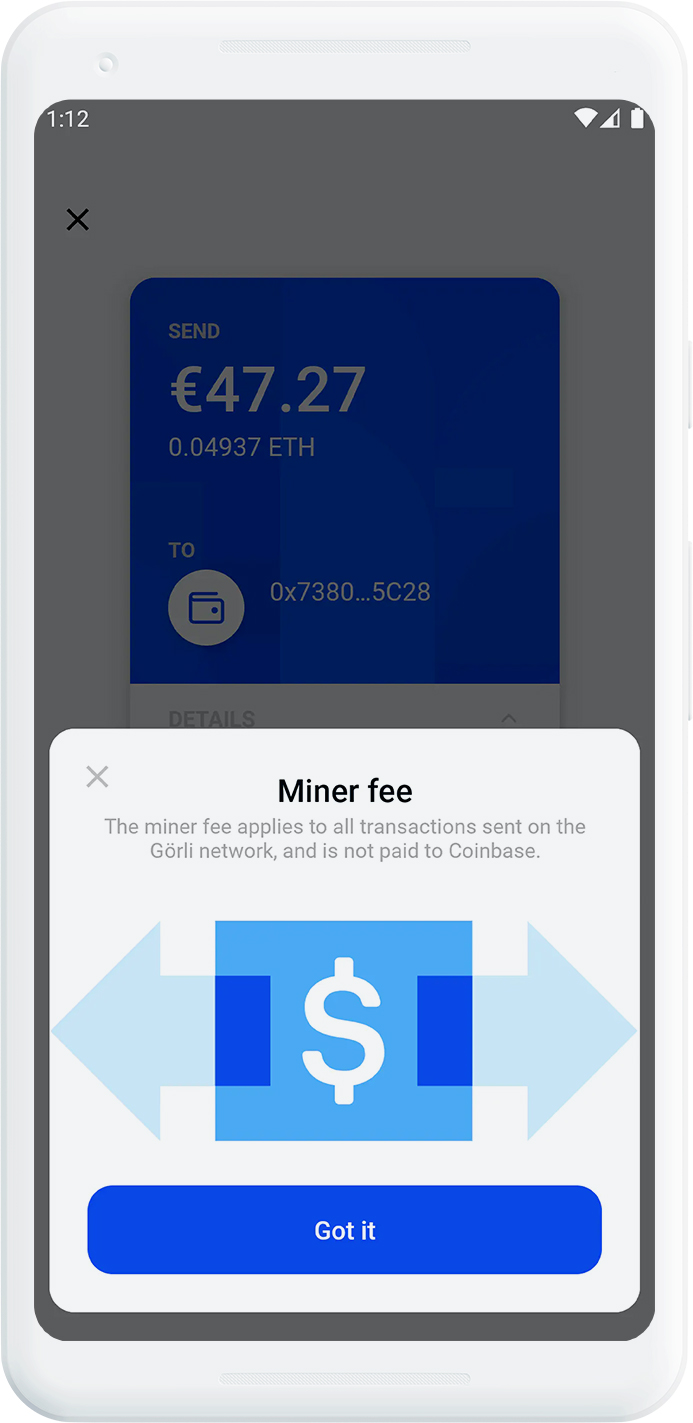 1:12
SEND
€47.27
0.04937 ETH
TO
0x7380...5C28
DETAILS
Miner fee
The miner fee applies to all transactions sent on the
Görli network, and is not paid to Coinbase.
$
Got it